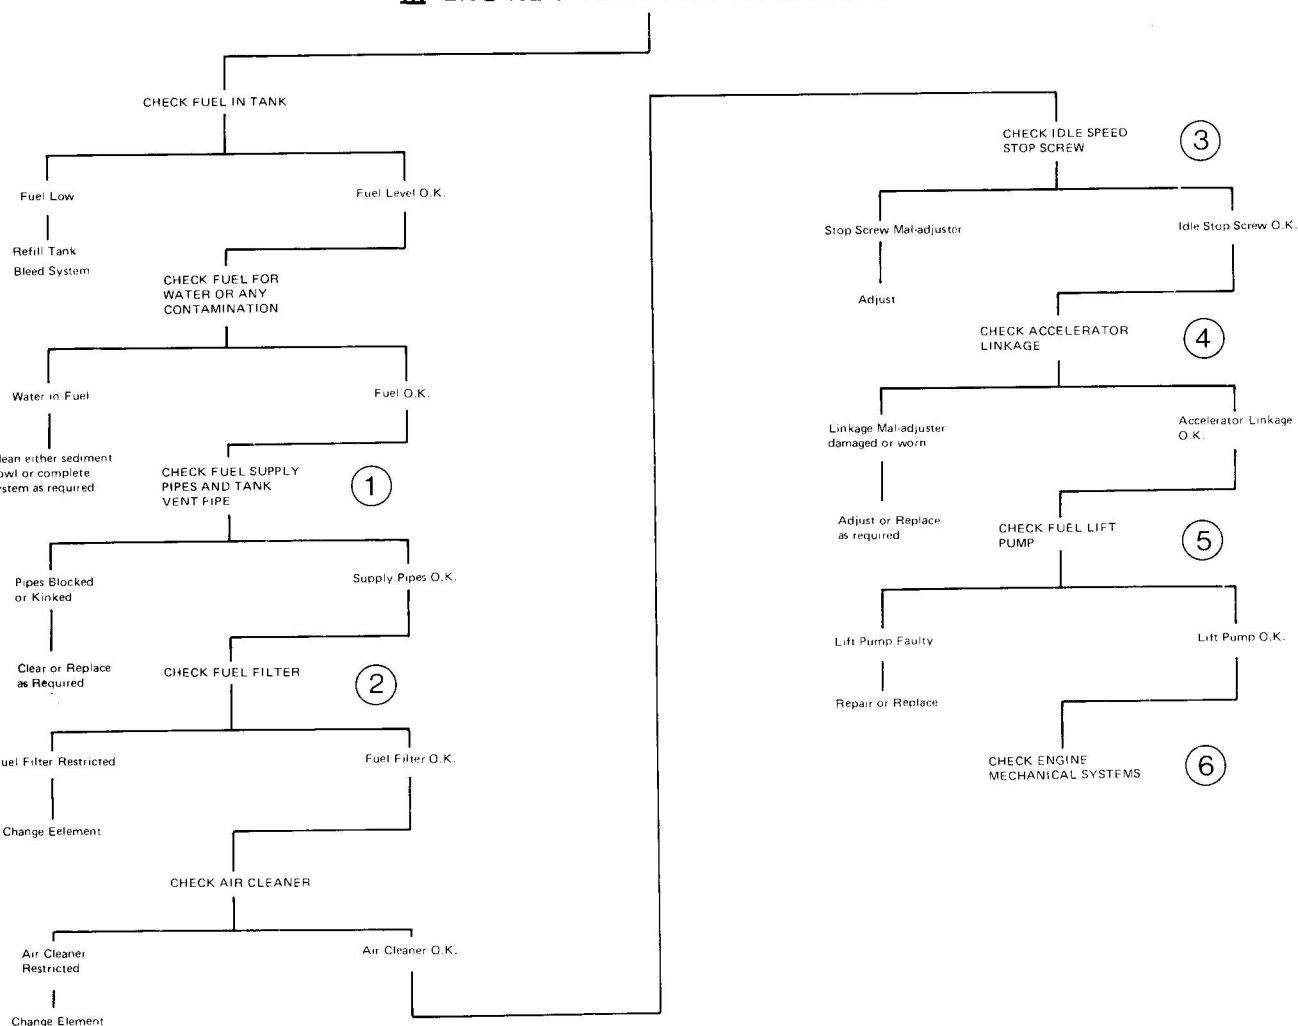 CHECK FUEL IN TANK
Fuel Low
Fuel Level O.K.
Refill Tank
Bleed System
CHECK FUEL FOR
WATER OR ANY
CONTAMINATION
Water in Fuel
Fuel O.K.
lean either sediment
owl or complete
ystem as required
CHECK FUEL SUPPLY
PIPES AND TANK
VENT PIPE
1
Pipes Blocked
or Kinked
Supply Pipes O.K.
Clear or Replace
as Required
CHECK FUEL FILTER
2
uel Filter Restricted
Fuel Filter O.K.
Change Eelement
CHECK AIR CLEANER
Air Cleaner
Restricted
Air Cleaner O.K.
Change Element
CHECK IDLE SPEED
STOP SCREW
3
Stop Screw Mal-adjuster
Idle Stop Screw O.K.
Adjust
CHECK ACCELERATOR
LINKAGE
4
Linkage Mal-adjuster
damaged or worn
Accelerator Linkage
O.K.
Adjust or Replace
as required
CHECK FUEL LIFT
PUMP
5
Lift Pump Faulty
Lift Pump O.K.
Repair or Replace
CHECK ENGINE
MECHANICAL SYSTEMS
6